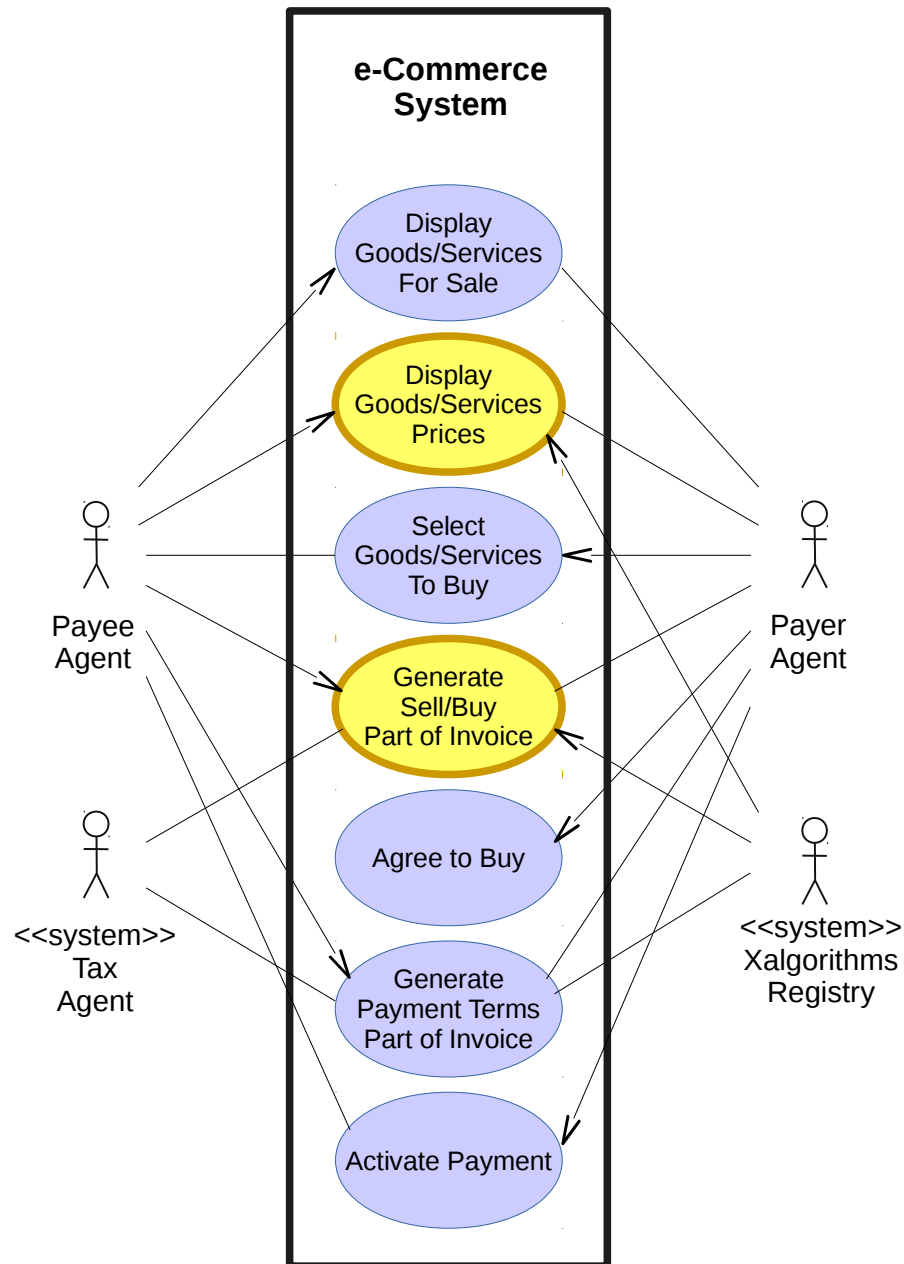 e-Commerce
System
Display
Goods/Services
For Sale
Display
Goods/Services
Prices
Select
Goods/Services
To Buy
Payee
Agent
Payer
Agent
Generate
Sell/Buy
Part of Invoice
Agree to Buy
<<system>>
Tax
Agent
<<system>>
Xalgorithms
Registry
Generate
Payment Terms
Part of Invoice
Activate Payment